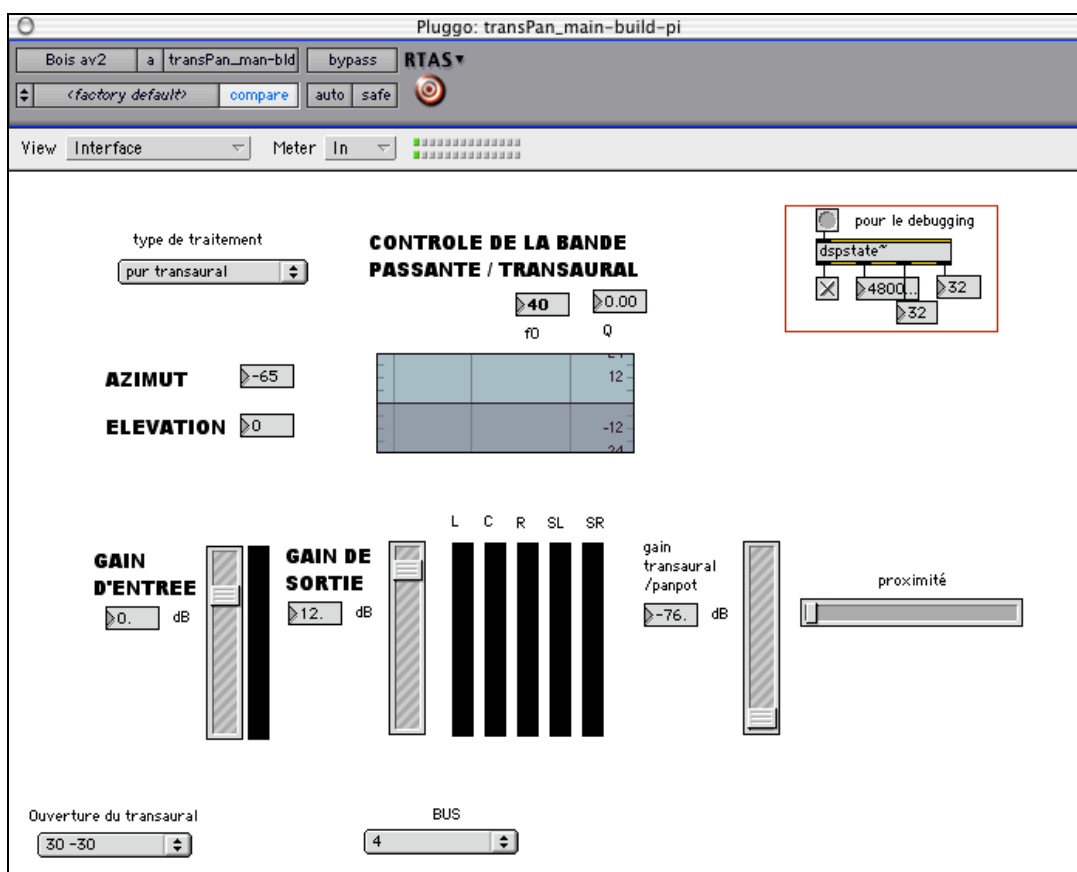 Pluggo: transPan_main-build-pi
Bois av2 a transPan_man-bld bypass RTAS
<factory default> compare auto safe
View Interface Meter In
pour le debugging
dspstate~
4800... 32
32
type de traitement
pur transaural
CONTROLE DE LA BANDE
PASSANTE / TRANSAURAL
40 0.00
f0 Q
AZIMUT -65
ELEVATION 0
12
-12
24
L C R SL SR
GAIN
D'ENTREE
0. dB
GAIN DE
SORTIE
12. dB
gain
transaural
/panpot
-76. dB
proximité
Ouverture du transaural
30 -30
BUS
4